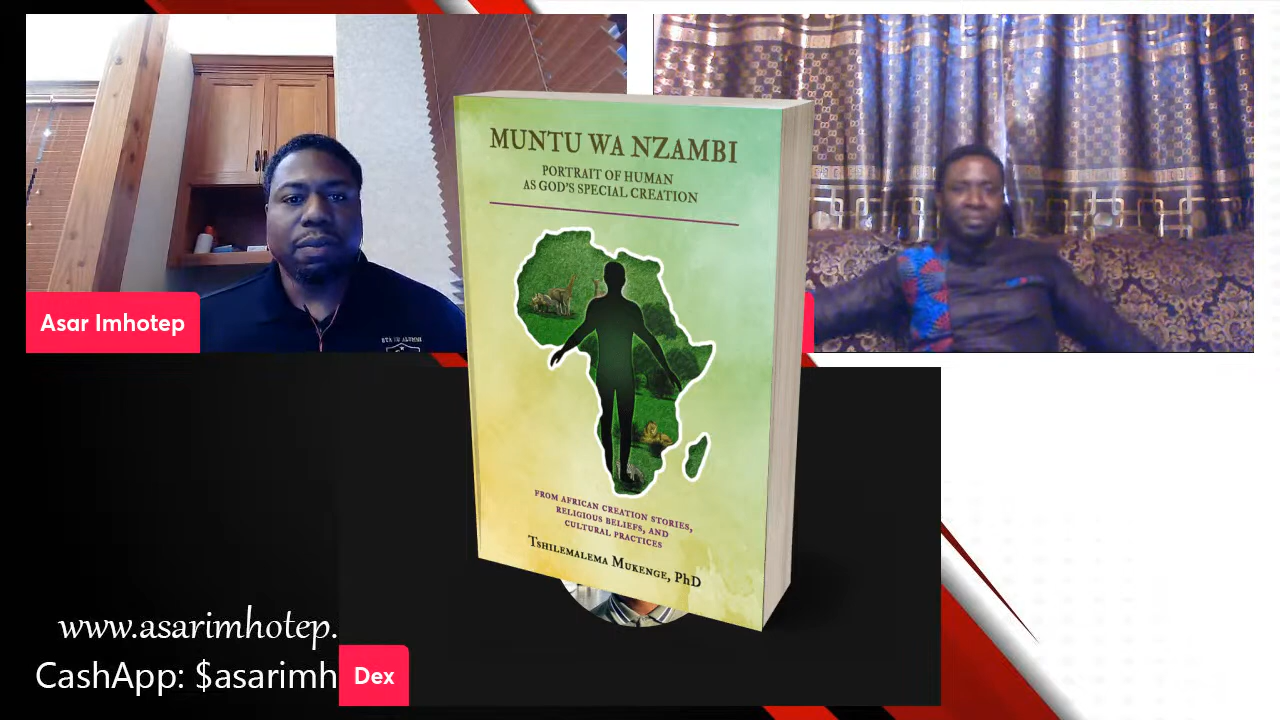 Asar Imhotep
MUNTU WA NZAMBI
PORTRAIT OF HUMAN
AS GOD'S SPECIAL CREATION
FROM AFRICAN CREATION STORIES,
RELIGIOUS BELIEFS, AND
CULTURAL PRACTICES
TSHILEMALEMA MUKENGE, PHD
www.asarimhotep.
CashApp: $asarimh
Dex